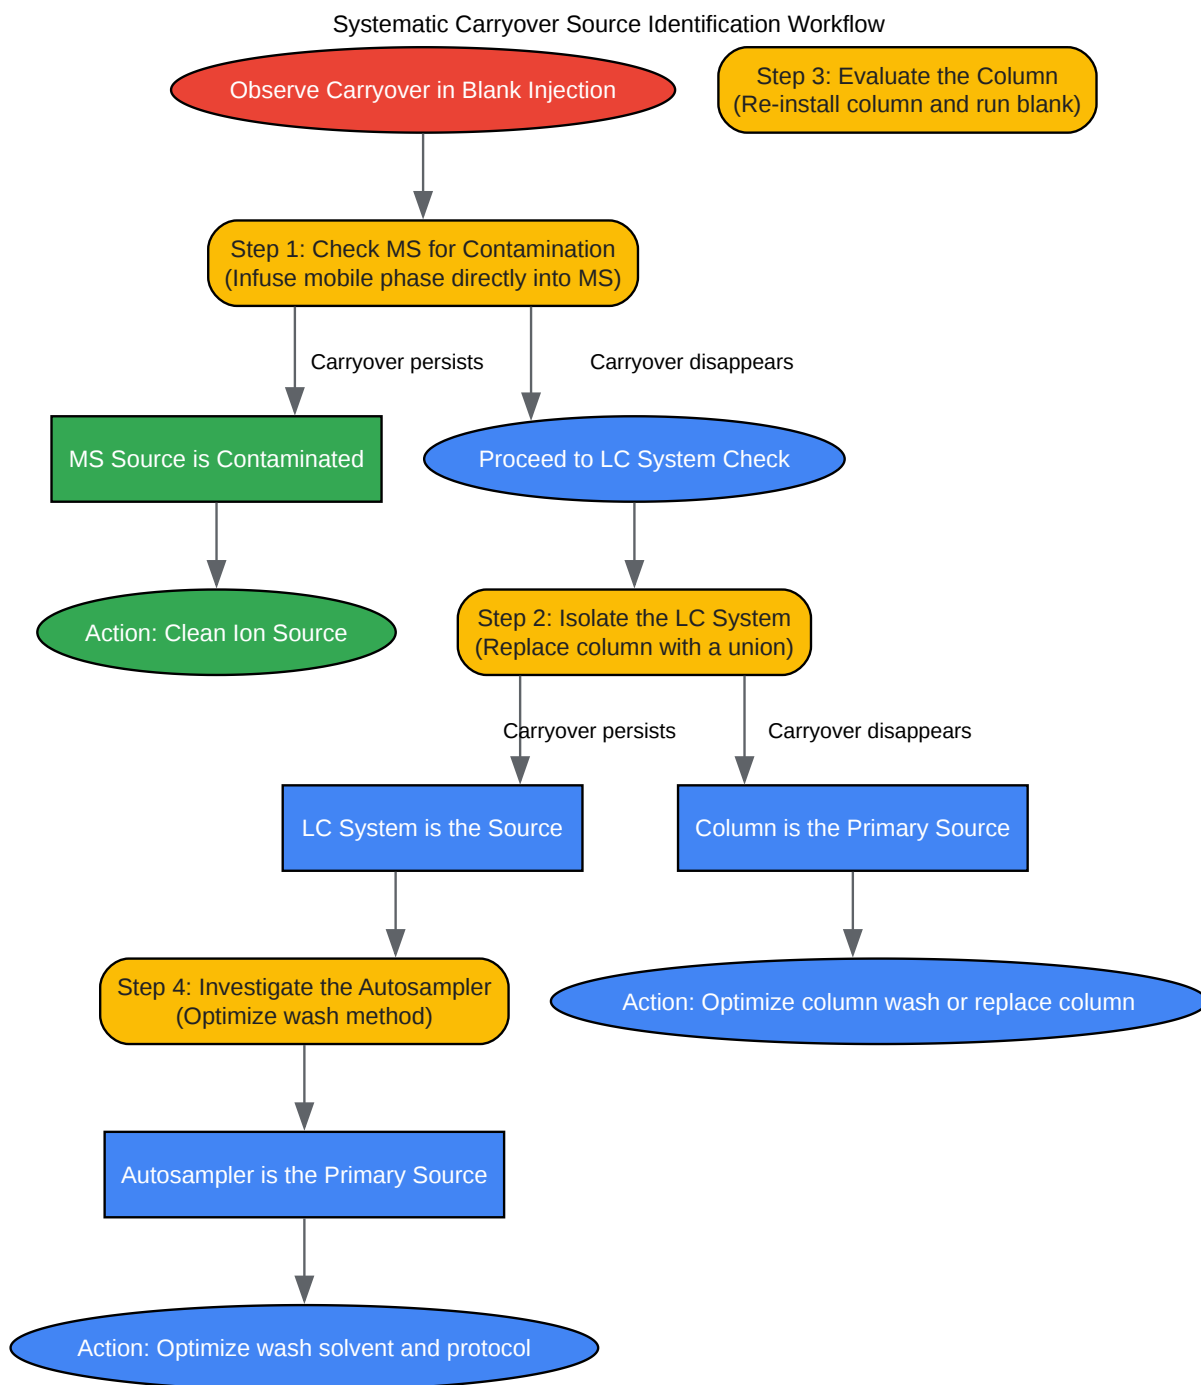 Systematic Carryover Source Identification Workflow
Observe Carryover in Blank Injection
Step 3: Evaluate the Column
(Re-install column and run blank)
Step 1: Check MS for Contamination
(Infuse mobile phase directly into MS)
Carryover persists
Carryover disappears
MS Source is Contaminated
Proceed to LC System Check
Action: Clean Ion Source
Step 2: Isolate the LC System
(Replace column with a union)
Carryover persists
Carryover disappears
LC System is the Source
Column is the Primary Source
Step 4: Investigate the Autosampler
(Optimize wash method)
Action: Optimize column wash or replace column
Autosampler is the Primary Source
Action: Optimize wash solvent and protocol